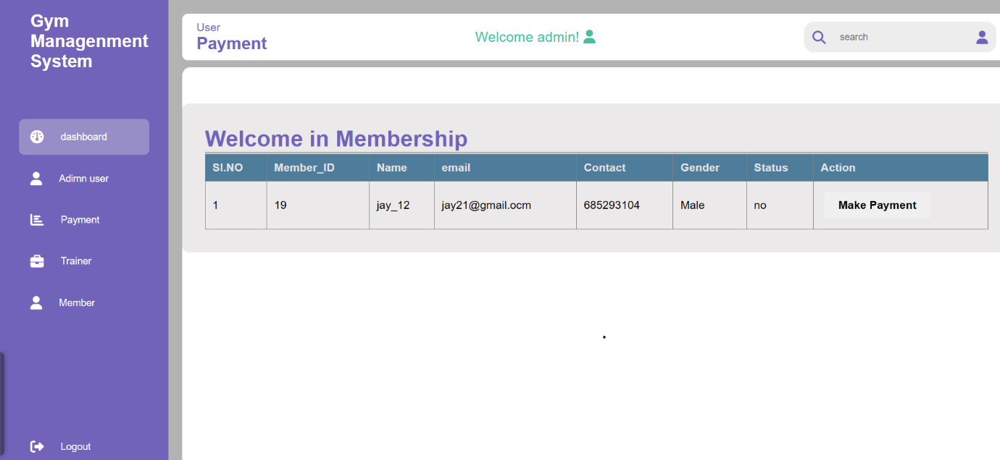 Gym
Managenment
System
dashboard
Adimn user
Payment
Trainer
Member
Logout
User
Payment
Welcome admin!
search
Welcome in Membership
SI.NO Member_ID Name email Contact Gender Status Action
1 19 jay_12 jay21@gmail.ocm 685293104 Male no Make Payment
.